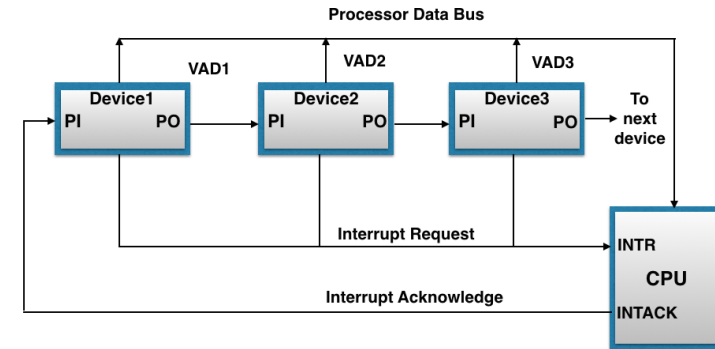 Processor Data Bus
VAD1
VAD2
VAD3
Device1
PI
PO
Device2
PI
PO
Device3
PI
PO
To
next
device
Interrupt Request
INTR
CPU
Interrupt Acknowledge
INTACK